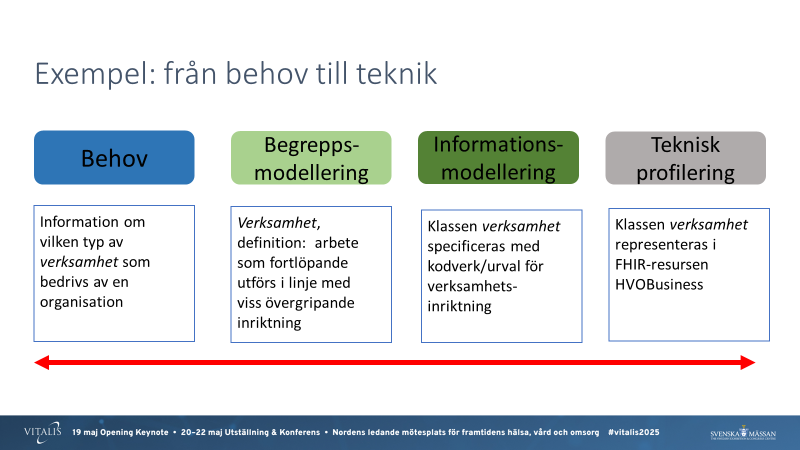 Exempel: från behov till teknik
Behov
Begrepps-
modellering
Informations-
modellering
Teknisk
profilering
Information om
vilken typ av
verksamhet som
bedrivs av en
organisation
Verksamhet,
definition: arbete
som fortlöpande
utförs i linje med
viss övergripande
inriktning
Klassen verksamhet
specificeras med
kodverk/urval för
verksamhets-
inriktning
Klassen verksamhet
representeras i
FHIR-resursen
HVOBusiness
VITALIS
19 maj Opening Keynote • 20–22 maj Utställning & Konferens • Nordens ledande mötesplats för framtidens hälsa, vård och omsorg #vitalis2025
SVENSKA MÄSSAN